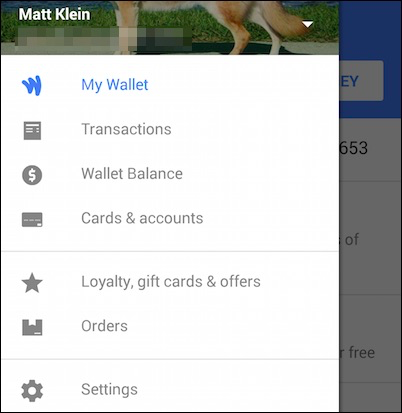 Matt Klein
My Wallet
EY
Transactions
653
Wallet Balance
Cards & accounts
s of
Loyalty, gift cards & offers
Orders
r free
Settings